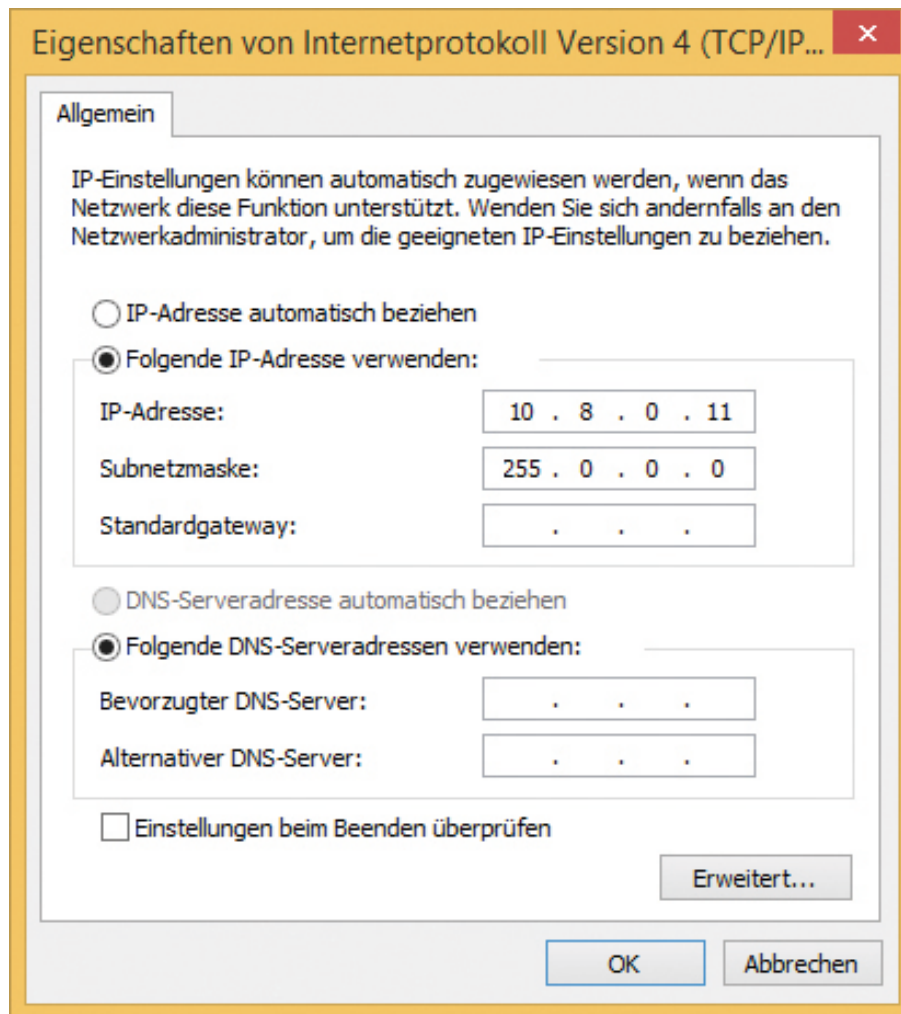 Eigenschaften von Internetprotokoll Version 4 (TCP/IP...
Allgemein
IP-Einstellungen können automatisch zugewiesen werden, wenn das
Netzwerk diese Funktion unterstützt. Wenden Sie sich andernfalls an den
Netzwerkadministrator, um die geeigneten IP-Einstellungen zu beziehen.
IP-Adresse automatisch beziehen
Folgende IP-Adresse verwenden:
IP-Adresse: 10 . 8 . 0 . 11
Subnetzmaske: 255 . 0 . 0 . 0
Standardgateway: . . .
DNS-Serveradresse automatisch beziehen
Folgende DNS-Serveradressen verwenden:
Bevorzugter DNS-Server: . . .
Alternativer DNS-Server: . . .
Einstellungen beim Beenden überprüfen
Erweitert...
OK Abbrechen